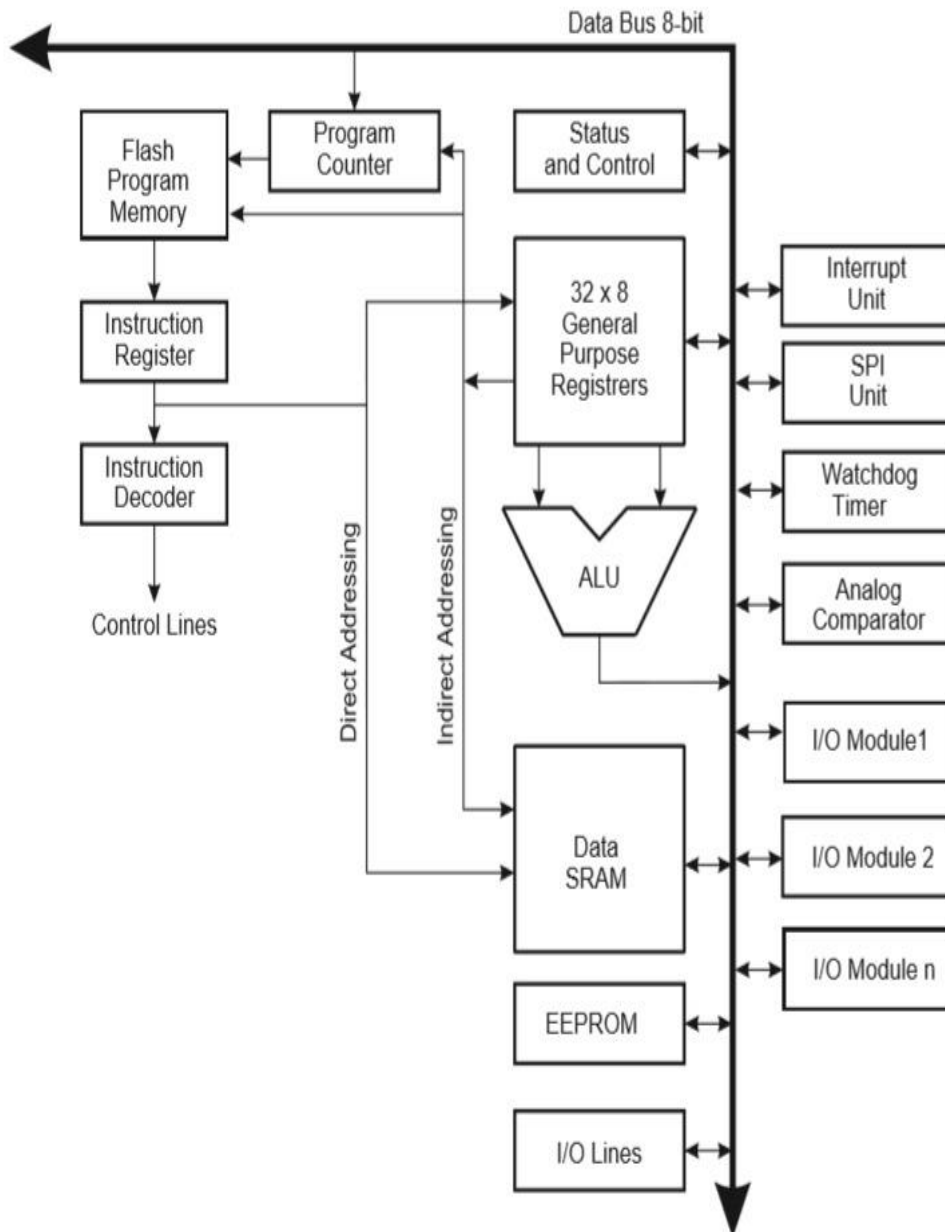 Data Bus 8-bit
Flash
Program
Memory
Program
Counter
Status
and Control
32 x 8
General
Purpose
Registrers
Interrupt
Unit
Instruction
Register
SPI
Unit
Instruction
Decoder
Watchdog
Timer
Direct Addressing
Indirect Addressing
ALU
Analog
Comparator
Control Lines
I/O Module1
Data
SRAM
I/O Module 2
I/O Module n
EEPROM
I/O Lines